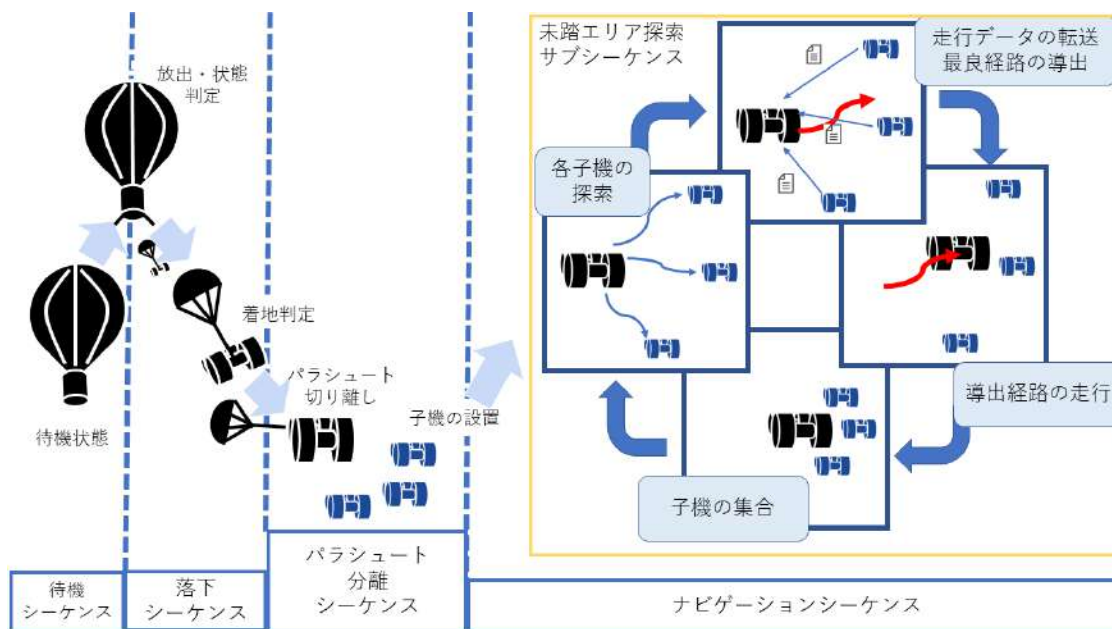 放出・状態
判定
待機状態
着地判定
パラシュート
切り離し
子機の設置
未踏エリア探索
サブシーケンス
各子機の
探索
走行データの転送
最良経路の導出
導出経路の走行
子機の集合
待機
シーケンス
落下
シーケンス
パラシュート
分離
シーケンス
ナビゲーションシーケンス